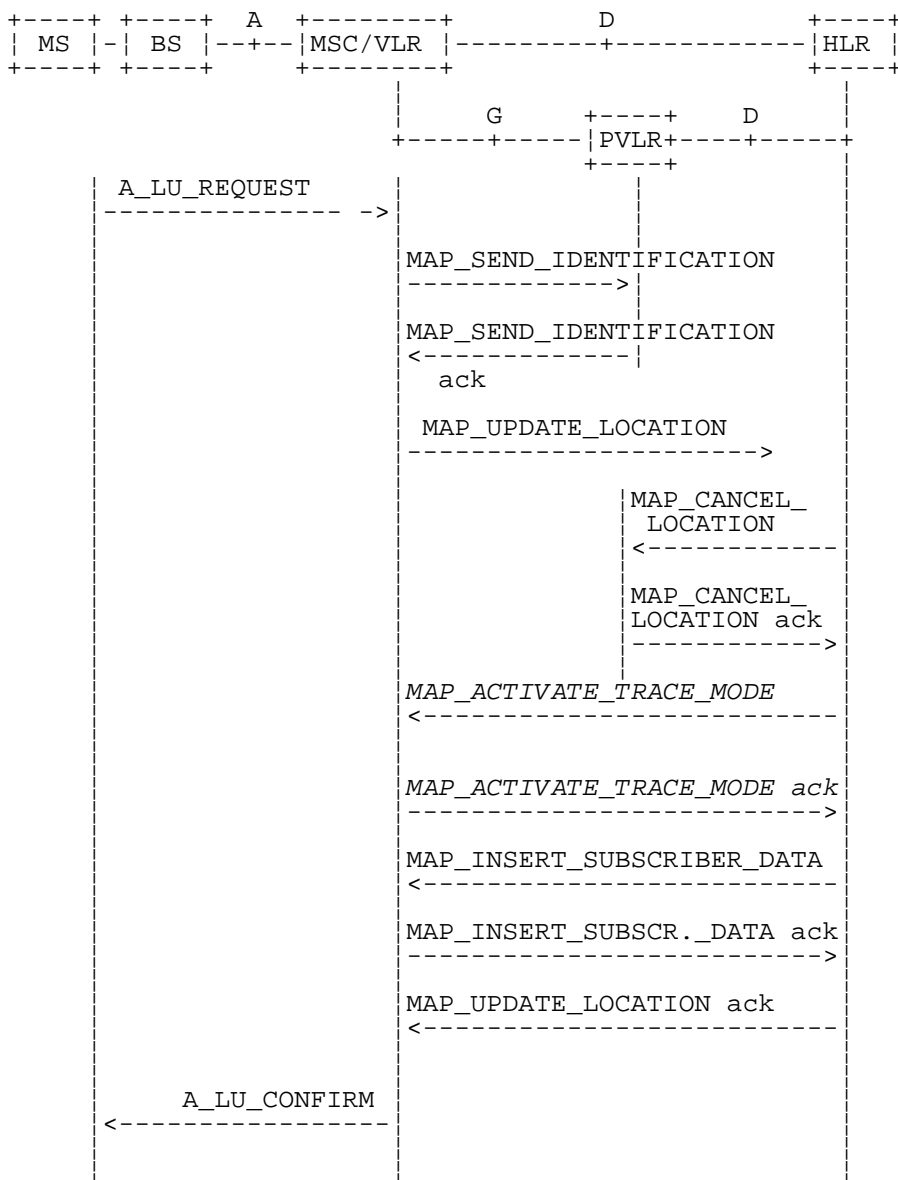 A D
MS BS MSC/VLR HLR
G D
PVLR
A_LU_REQUEST
MAP_SEND_IDENTIFICATION
MAP_SEND_IDENTIFICATION
ack
MAP_UPDATE_LOCATION
MAP_CANCEL_
LOCATION
MAP_CANCEL_
LOCATION ack
MAP_ACTIVATE_TRACE_MODE
MAP_ACTIVATE_TRACE_MODE ack
MAP_INSERT_SUBSCRIBER_DATA
MAP_INSERT_SUBSCR._DATA ack
MAP_UPDATE_LOCATION ack
A_LU_CONFIRM